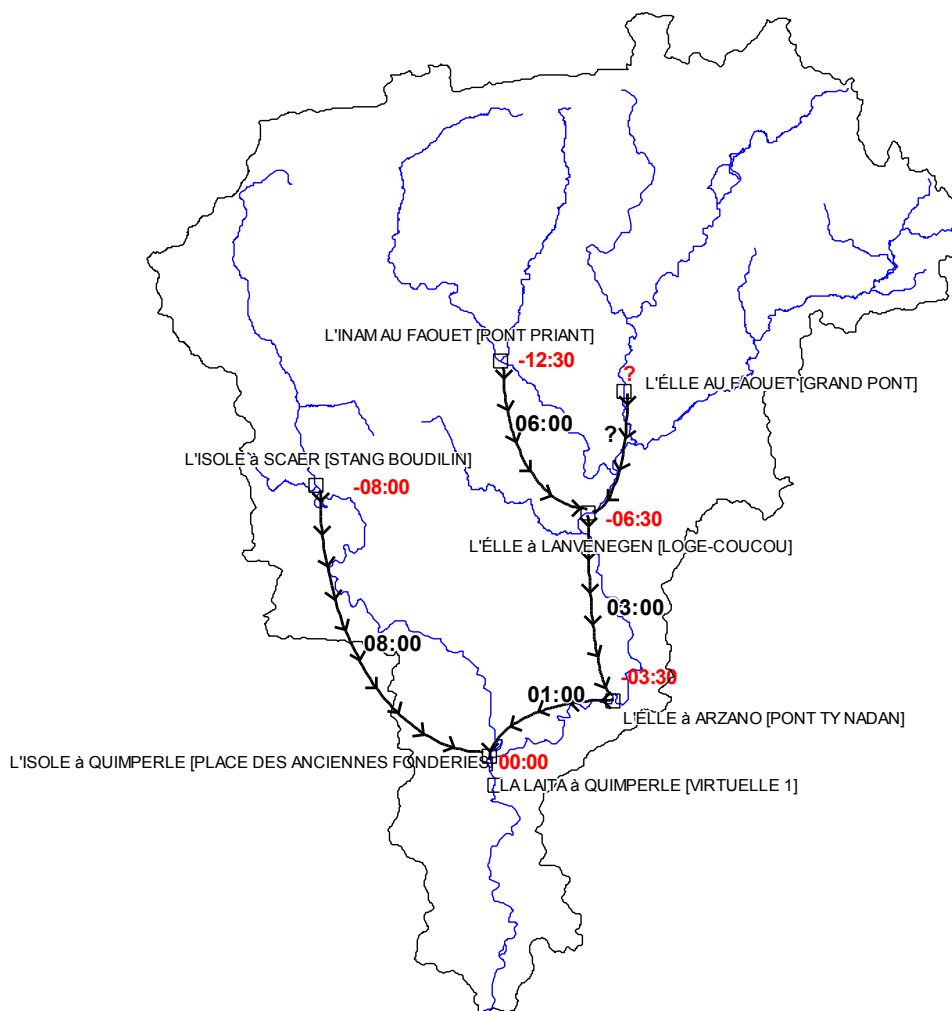 L'INAM AU FAOUET [PONT PRIANT]
-12:30
?
L'ÉLLE AU FAOUET [GRAND PONT]
06:00
?
L'ISOLE à SCAER [STANG BOUDILIN]
-08:00
-06:30
L'ÉLLE à LANVENEGEN [LOGE-COUCOU]
03:00
08:00
-03:30
01:00
L'ÉLLE à ARZANO [PONT TY NADAN]
L'ISOLE à QUIMPERLE [PLACE DES ANCIENNES FONDERIES]
00:00
LA LAITA à QUIMPERLE [VIRTUELLE 1]